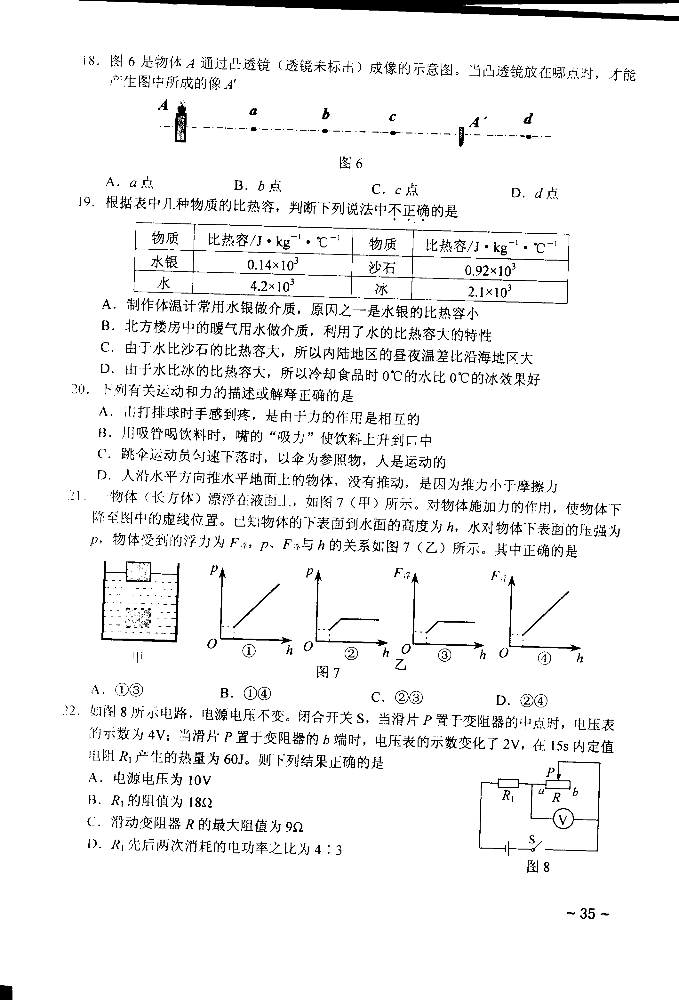 18. 图 6 是物体 A 通过凸透镜（透镜未标出）成像的示意图。当凸透镜放在哪点时，才能
产生图中所成的像 A′
A a b c A′ d
图 6
A. a 点 B. b 点 C. c 点 D. d 点
19. 根据表中几种物质的比热容，判断下列说法中不正确的是
物质 比热容/J·kg⁻¹·℃⁻¹ 物质 比热容/J·kg⁻¹·℃⁻¹
水银 0.14×10³ 沙石 0.92×10³
水 4.2×10³ 冰 2.1×10³
A. 制作体温计常用水银做介质，原因之一是水银的比热容小
B. 北方楼房中的暖气用水做介质，利用了水的比热容大的特性
C. 由于水比沙石的比热容大，所以内陆地区的昼夜温差比沿海地区大
D. 由于水比冰的比热容大，所以冷却食品时 0℃的水比 0℃的冰效果好
20. 下列有关运动和力的描述或解释正确的是
A. 击打排球时手感到疼，是由于力的作用是相互的
B. 用吸管喝饮料时，嘴的“吸力”使饮料上升到口中
C. 跳伞运动员匀速下落时，以伞为参照物，人是运动的
D. 人沿水平方向推水平地面上的物体，没有推动，是因为推力小于摩擦力
21. 一物体（长方体）漂浮在液面上，如图 7（甲）所示。对物体施加力的作用，使物体下
降至图中的虚线位置。已知物体的下表面到水面的高度为 h，水对物体下表面的压强为
p，物体受到的浮力为 F浮，p、F浮与 h 的关系如图 7（乙）所示。其中正确的是
p p F浮 F浮
O ① h O ② h O ③ h O ④ h
甲 乙
图 7
A. ①③ B. ①④ C. ②③ D. ②④
22. 如图 8 所示电路，电源电压不变。闭合开关 S，当滑片 P 置于变阻器的中点时，电压表
的示数为 4V；当滑片 P 置于变阻器的 b 端时，电压表的示数变化了 2V，在 15s 内定值
电阻 R₁ 产生的热量为 60J。则下列结果正确的是
A. 电源电压为 10V
B. R₁ 的阻值为 18Ω
C. 滑动变阻器 R 的最大阻值为 9Ω
D. R₁ 先后两次消耗的电功率之比为 4∶3
P
R₁ a R b
V
S
图 8
~ 35 ~